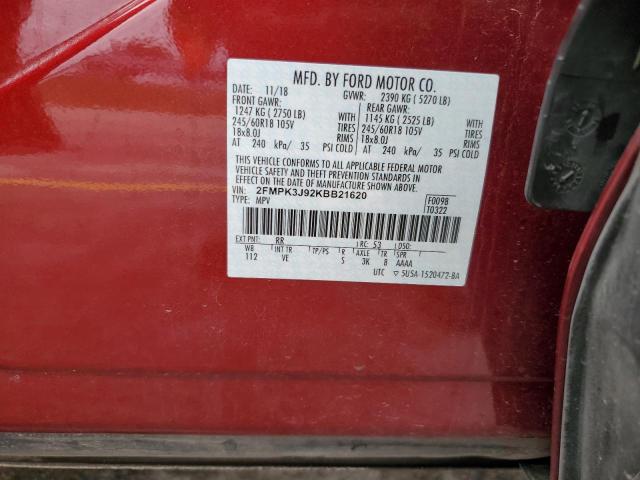 MFD. BY FORD MOTOR CO.
DATE: 11/18 GVWR: 2390 KG ( 5270 LB)
FRONT GAWR: REAR GAWR:
1247 KG ( 2750 LB) WITH 1145 KG ( 2525 LB) WITH
245/60R18 105V TIRES 245/60R18 105V TIRES
18x8.0J RIMS 18x8.0J RIMS
AT 240 kPa/ 35 PSI COLD AT 240 kPa/ 35 PSI COLD
THIS VEHICLE CONFORMS TO ALL APPLICABLE FEDERAL MOTOR
VEHICLE SAFETY AND THEFT PREVENTION STANDARDS IN
EFFECT ON THE DATE OF MANUFACTURE SHOWN ABOVE.
VIN: 2FMPK3J92KBB21620 F0098
TYPE: MPV T0322
EXT PNT: RR RC: 53 DSO:
WB INT TR TP/PS R AXLE TR SPR
112 VE 5 3K 8 AAAA
UTC ▽ 5U5A-1520472-BA